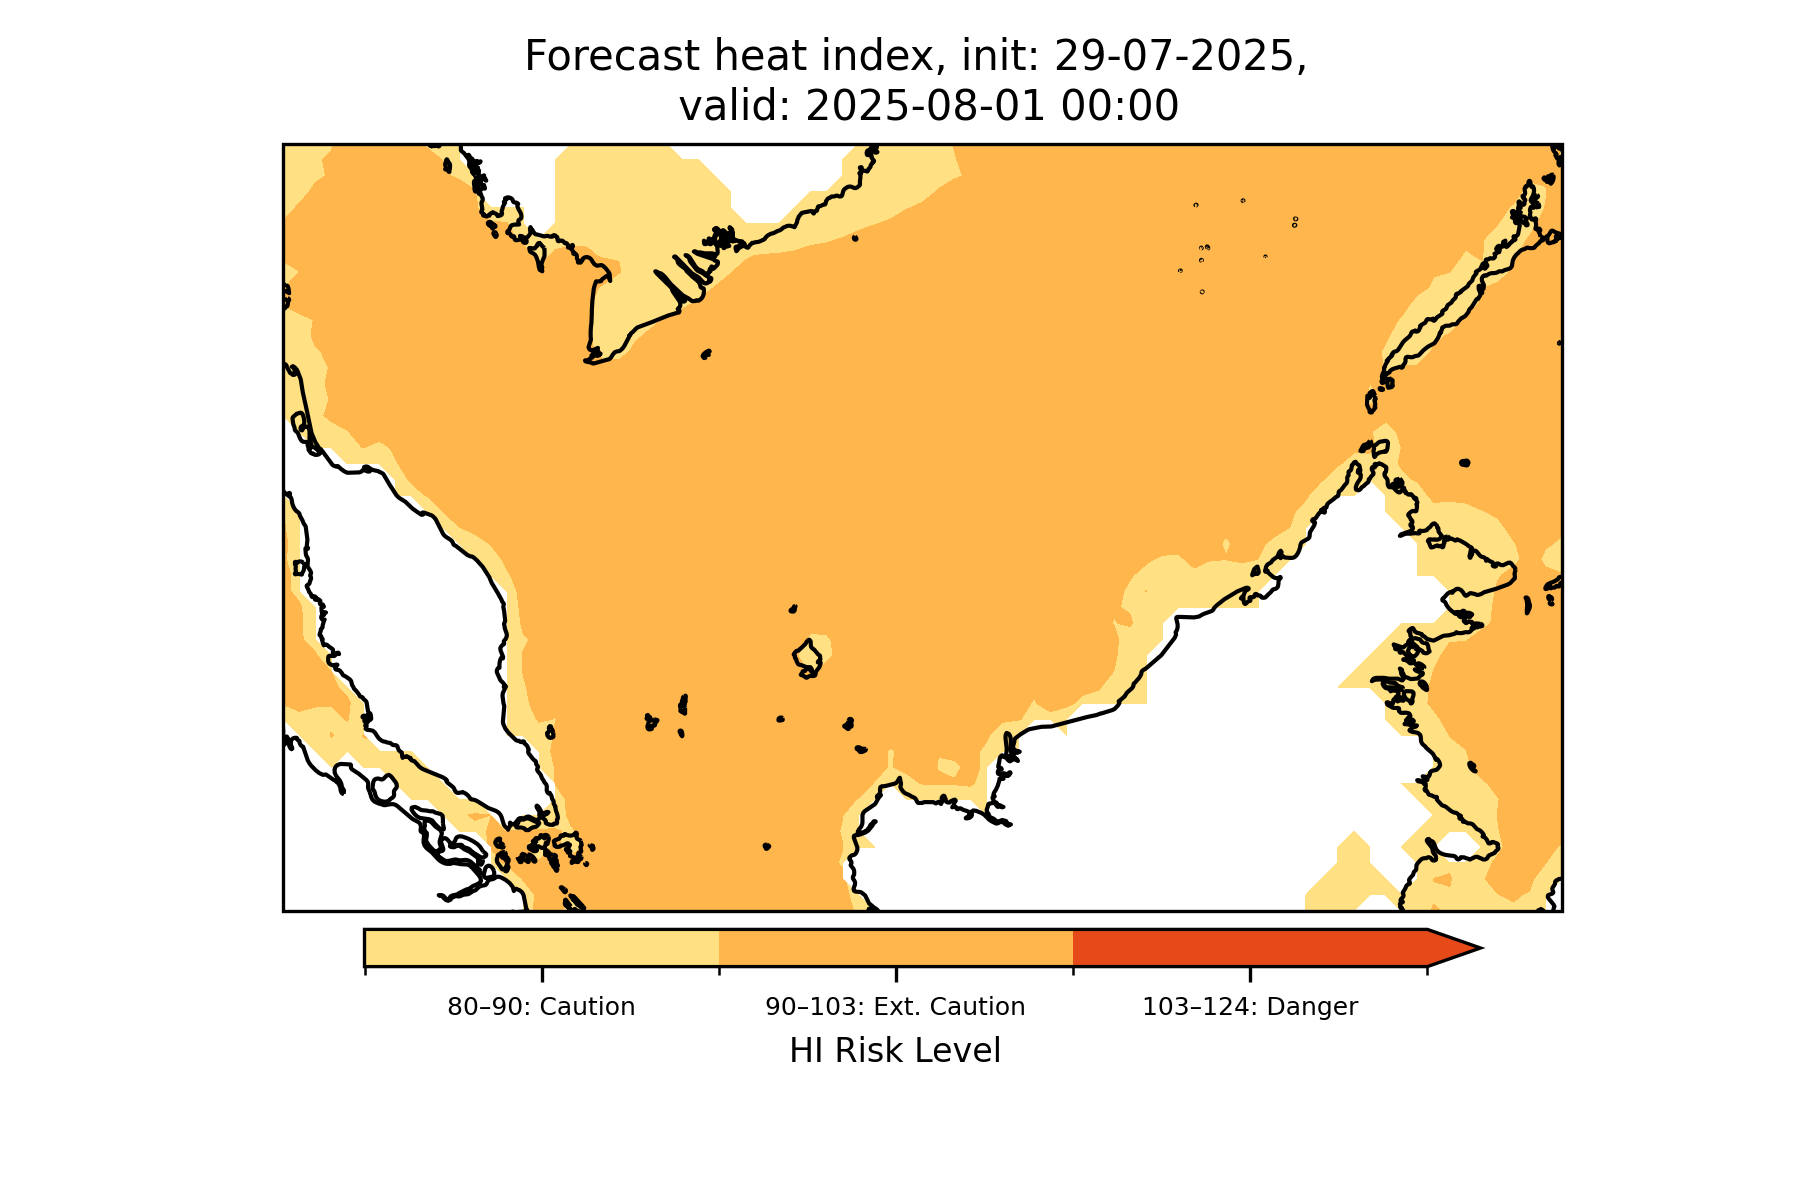 Forecast heat index, init: 29-07-2025,
valid: 2025-08-01 00:00
80–90: Caution
90–103: Ext. Caution
103–124: Danger
HI Risk Level